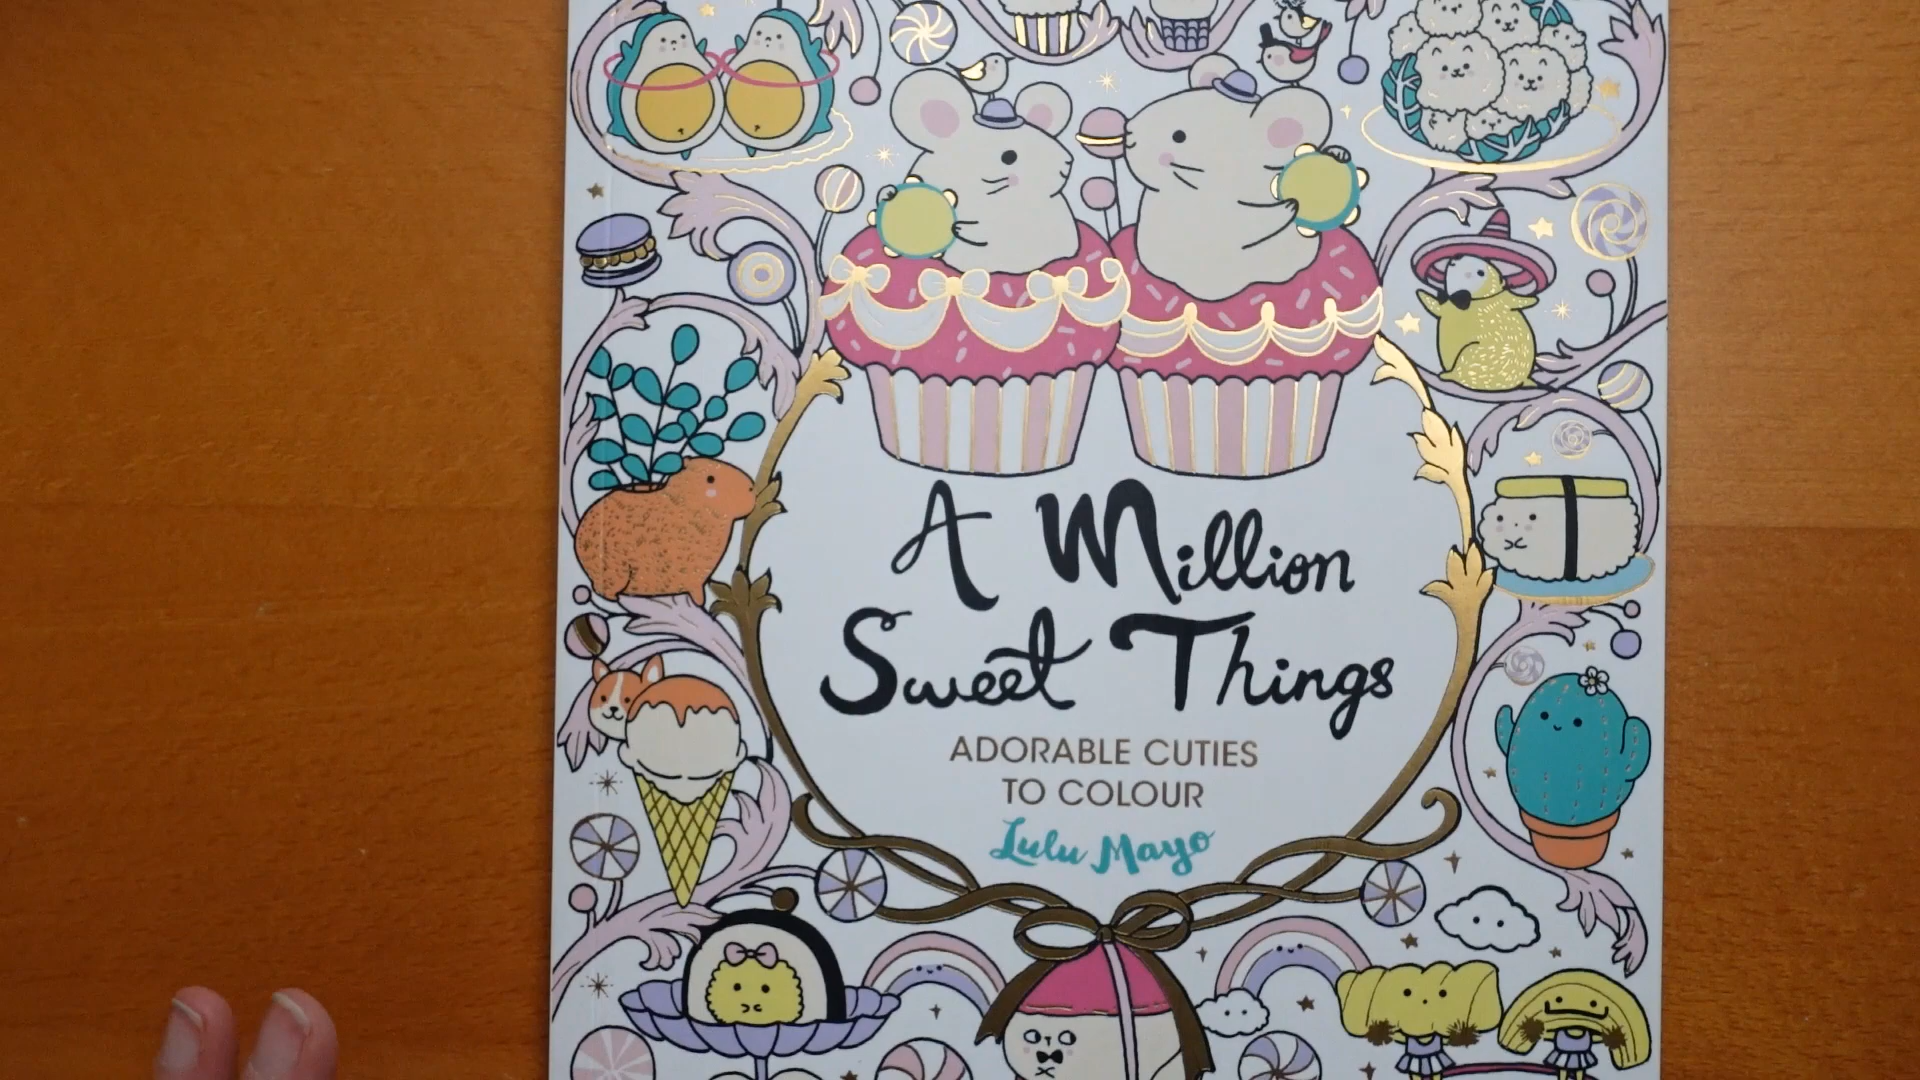 A Million
Sweet Things
ADORABLE CUTIES
TO COLOUR
Lulu Mayo